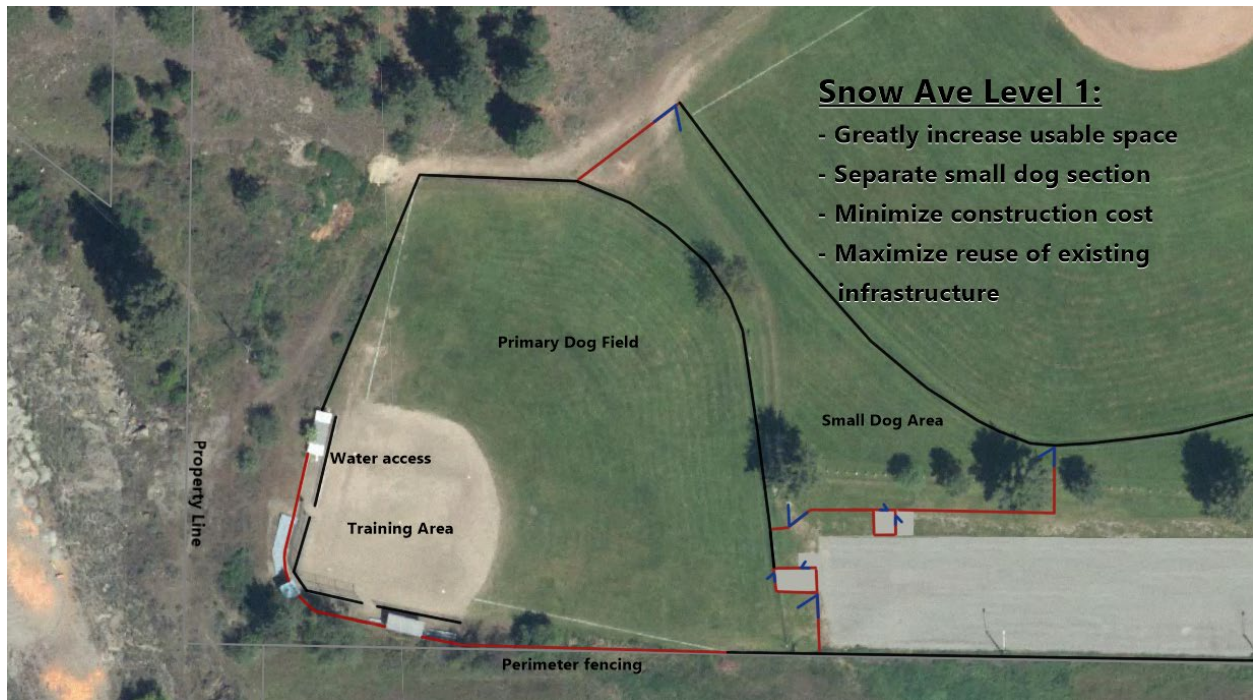 Snow Ave Level 1:
- Greatly increase usable space
- Separate small dog section
- Minimize construction cost
- Maximize reuse of existing
infrastructure
Primary Dog Field
Small Dog Area
Water access
Property Line
Training Area
Perimeter fencing